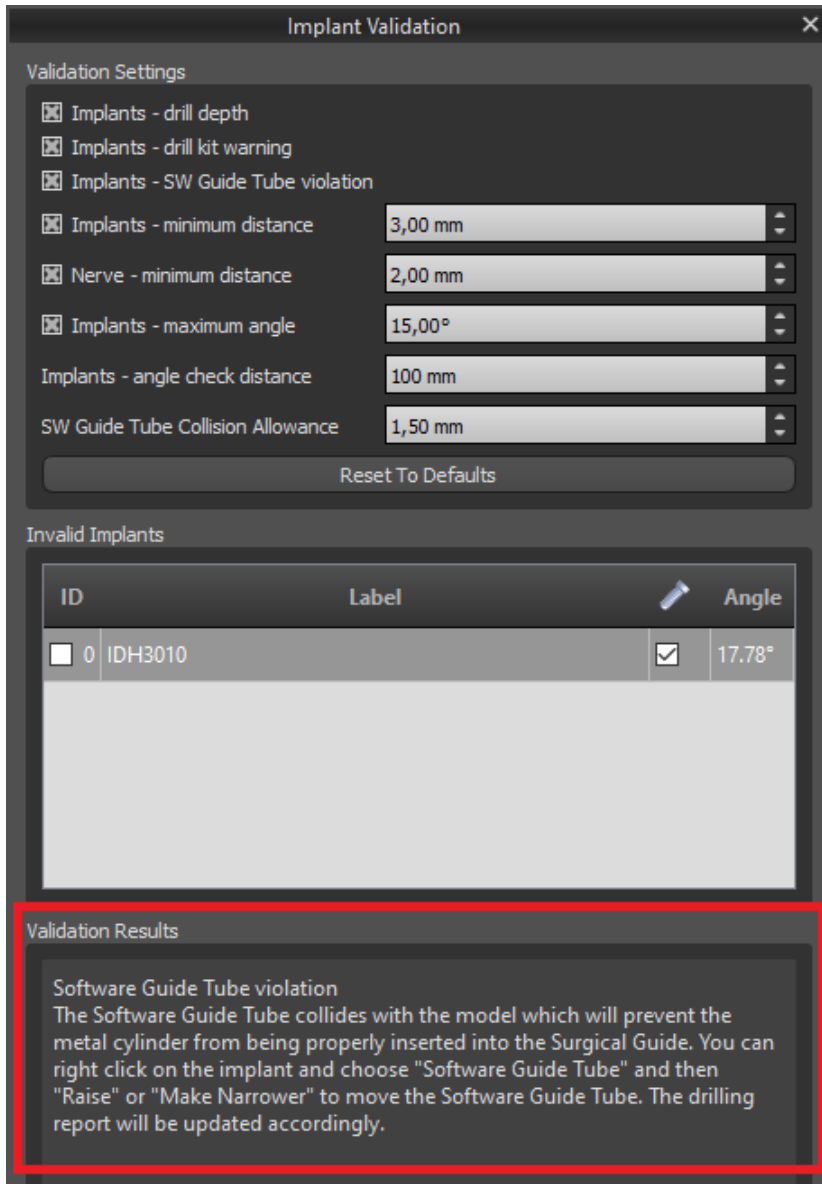 Implant Validation
Validation Settings
Implants - drill depth
Implants - drill kit warning
Implants - SW Guide Tube violation
Implants - minimum distance 3,00 mm
Nerve - minimum distance 2,00 mm
Implants - maximum angle 15,00°
Implants - angle check distance 100 mm
SW Guide Tube Collision Allowance 1,50 mm
Reset To Defaults
Invalid Implants
ID Label Angle
0 IDH3010 17.78°
Validation Results
Software Guide Tube violation
The Software Guide Tube collides with the model which will prevent the
metal cylinder from being properly inserted into the Surgical Guide. You can
right click on the implant and choose "Software Guide Tube" and then
"Raise" or "Make Narrower" to move the Software Guide Tube. The drilling
report will be updated accordingly.